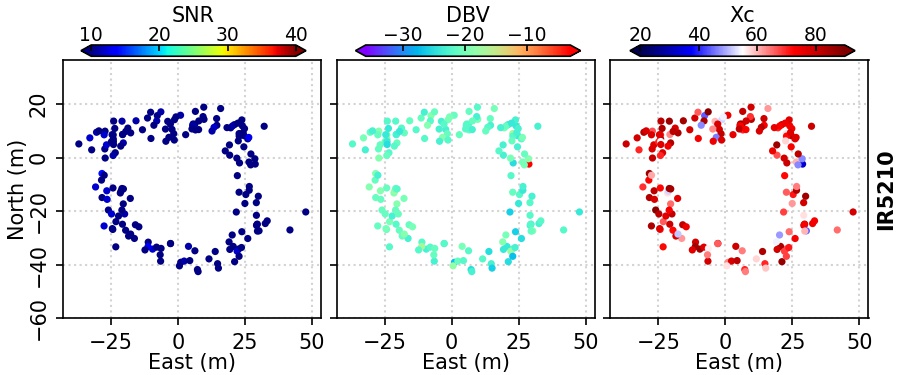 SNR DBV Xc
10 20 30 40 −30 −20 −10 20 40 60 80
20
0
−20
−40
−60
North (m)
IR5210
−25 0 25 50 −25 0 25 50 −25 0 25 50
East (m) East (m) East (m)